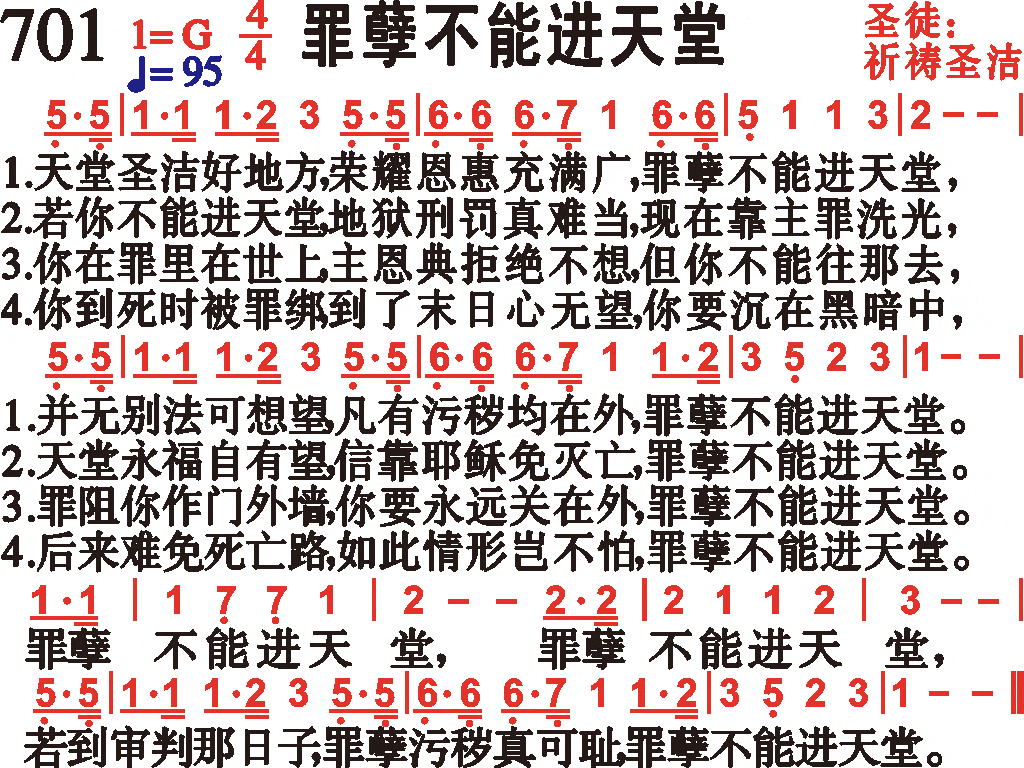 701 1=G 4/4 罪孽不能进天堂 圣徒：
♩=95 祈祷圣洁
5·5|1·1 1·2 3 5·5|6·6 6·7 1 6·6|5 1 1 3|2--|
1.天堂圣洁好地方,荣耀恩惠充满广,罪孽不能进天堂，
2.若你不能进天堂,地狱刑罚真难当,现在靠主罪洗光，
3.你在罪里在世上,主恩典拒绝不想,但你不能往那去，
4.你到死时被罪绑,到了末日心无望,你要沉在黑暗中，
5·5|1·1 1·2 3 5·5|6·6 6·7 1 1·2|3 5 2 3|1--|
1.并无别法可想望,凡有污秽均在外,罪孽不能进天堂。
2.天堂永福自有望,信靠耶稣免灭亡,罪孽不能进天堂。
3.罪阻你作门外墙,你要永远关在外,罪孽不能进天堂。
4.后来难免死亡路,如此情形岂不怕,罪孽不能进天堂。
1·1 | 1 7 7 1 | 2 - - 2·2|2 1 1 2 | 3 --|
罪孽 不能进天 堂， 罪孽 不能进天 堂，
5·5|1·1 1·2 3 5·5|6·6 6·7 1 1·2|3 5 2 3|1 - - ‖
若到审判那日子,罪孽污秽真可耻,罪孽不能进天堂。